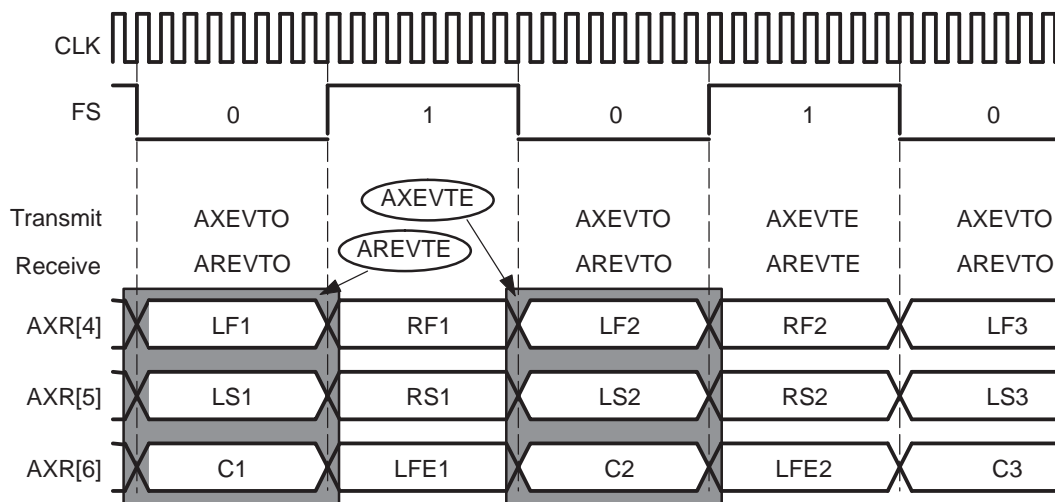 CLK
FS 0 1 0 1 0
AXEVTE
Transmit AXEVTO AXEVTO AXEVTE AXEVTO
AREVTE
Receive AREVTO AREVTO AREVTE AREVTO
AXR[4] LF1 RF1 LF2 RF2 LF3
AXR[5] LS1 RS1 LS2 RS2 LS3
AXR[6] C1 LFE1 C2 LFE2 C3